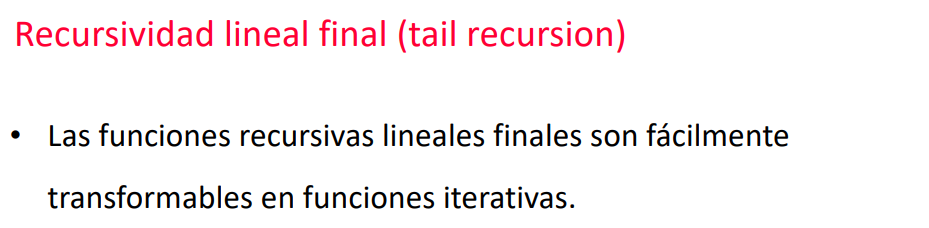 Recursividad lineal final (tail recursion)
• Las funciones recursivas lineales finales son fácilmente
transformables en funciones iterativas.